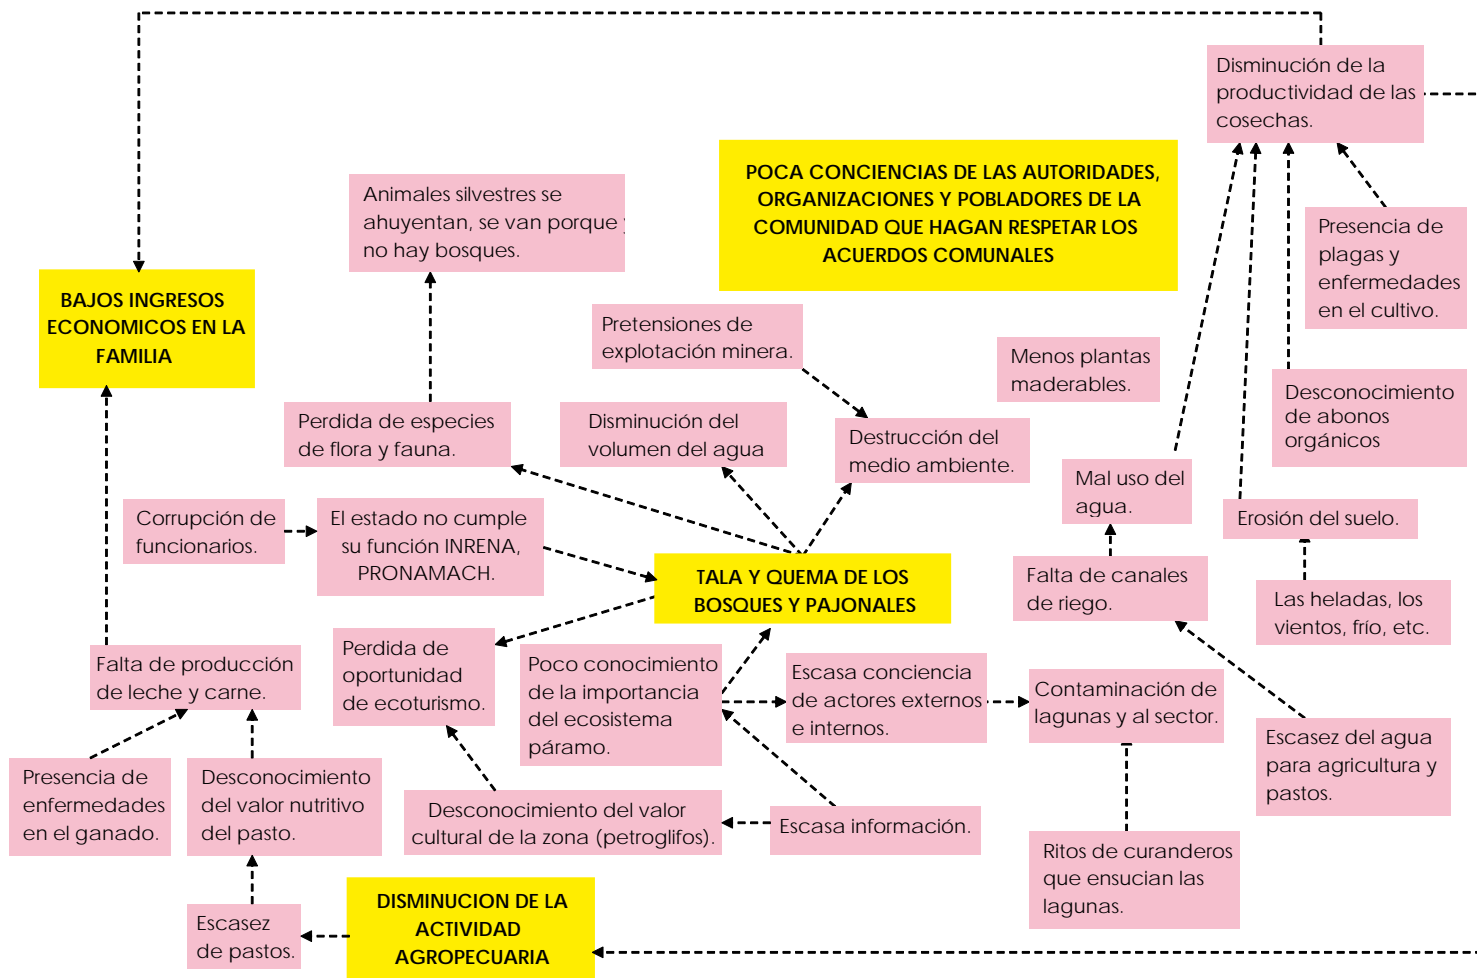 Disminución de la
productividad de las
cosechas.
POCA CONCIENCIAS DE LAS AUTORIDADES,
ORGANIZACIONES Y POBLADORES DE LA
COMUNIDAD QUE HAGAN RESPETAR LOS
ACUERDOS COMUNALES
Animales silvestres se
ahuyentan, se van porque
no hay bosques.
Presencia de
plagas y
enfermedades
en el cultivo.
BAJOS INGRESOS
ECONOMICOS EN LA
FAMILIA
Pretensiones de
explotación minera.
Menos plantas
maderables.
Desconocimiento
de abonos
orgánicos
Perdida de especies
de flora y fauna.
Disminución del
volumen del agua
Destrucción del
medio ambiente.
Mal uso del
agua.
Erosión del suelo.
Corrupción de
funcionarios.
El estado no cumple
su función INRENA,
PRONAMACH.
TALA Y QUEMA DE LOS
BOSQUES Y PAJONALES
Falta de canales
de riego.
Las heladas, los
vientos, frío, etc.
Falta de producción
de leche y carne.
Perdida de
oportunidad
de ecoturismo.
Poco conocimiento
de la importancia
del ecosistema
páramo.
Escasa conciencia
de actores externos
e internos.
Contaminación de
lagunas y al sector.
Escasez del agua
para agricultura y
pastos.
Presencia de
enfermedades
en el ganado.
Desconocimiento
del valor nutritivo
del pasto.
Desconocimiento del valor
cultural de la zona (petroglifos).
Escasa información.
Ritos de curanderos
que ensucian las
lagunas.
Escasez
de pastos.
DISMINUCION DE LA
ACTIVIDAD
AGROPECUARIA